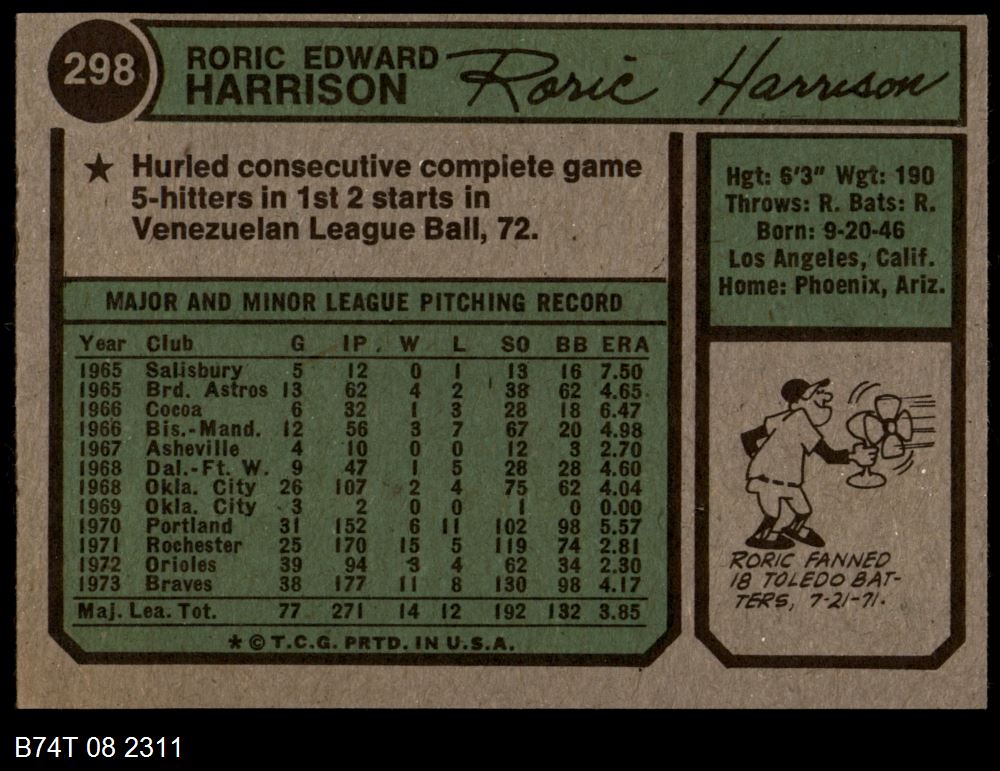 298
RORIC EDWARD
HARRISON
Roric Harrison
★ Hurled consecutive compiete game
5-hitters in 1st 2 starts in
Venezuelan League Ball, 72.
Hgt: 6'3" Wgt: 190
Throws: R. Bats: R.
Born: 9-20-46
Los Angeles, Calif.
Home: Phoenix, Ariz.
MAJOR AND MINOR LEAGUE PITCHING RECORD
Year Club G IP. W L SO BB ERA
1965 Salisbury 5 12 0 1 13 16 7.50
1965 Brd. Astros 13 62 4 2 38 62 4.65
1966 Cocoa 6 32 1 3 28 18 6.47
1966 Bis.-Mand. 12 56 3 7 67 20 4.98
1967 Asheville 4 10 0 0 12 3 2.70
1968 Dal.-Ft. W. 9 47 1 5 28 28 4.60
1968 Okla. City 26 107 2 4 75 62 4.04
1969 Okla. City 3 2 0 0 1 0 0.00
1970 Portland 31 152 6 11 102 98 5.57
1971 Rochester 25 170 15 5 119 74 2.81
1972 Orioles 39 94 3 4 62 34 2.30
1973 Braves 38 177 11 8 130 98 4.17
Maj. Lea. Tot. 77 271 14 12 192 132 3.85
* © T.C.G. PRTD. IN U.S.A.
RORIC FANNED
18 TOLEDO BAT-
TERS, 7-21-71.
B74T 08 2311